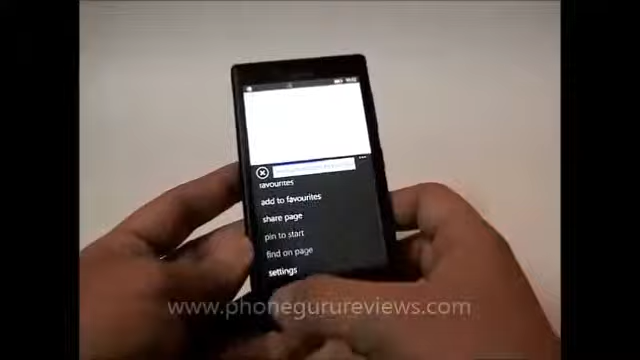 favourites
add to favourites
share page
pin to start
find on page
settings
www.phonegurureviews.com